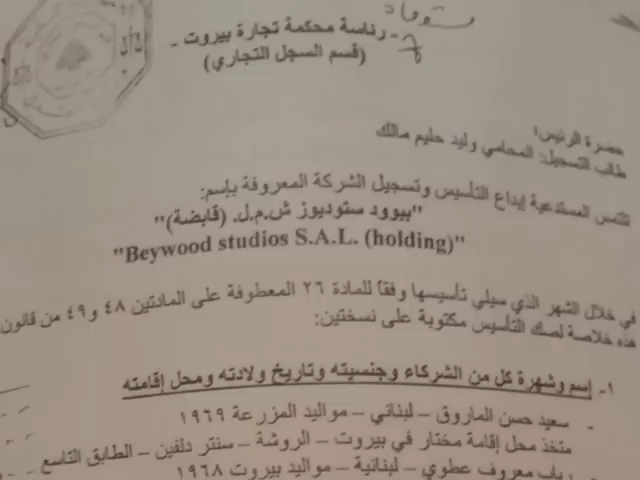 رئاسة محكمة تجارة بيروت -
(قسم السجل التجاري)
حضرة الرئيس؛
طالب التسجيل: المحامي وليد حليم مالك
تلتمس المستدعية إيداع التأسيس وتسجيل الشركة المعروفة بإسم:
"بيوود ستوديوز ش.م.ل. (قابضة)"
"Beywood studios S.A.L. (holding)"
في خلال الشهر الذي سيلي تأسيسها وفقاً للمادة ٢٦ المعطوفة على المادتين ٤٨ و٤٩ من قانون
هذه خلاصة لصك التأسيس مكتوبة على نسختين:
١- إسم وشهرة كل من الشركاء وجنسيته وتاريخ ولادته ومحل إقامته
- سعيد حسن الماروق – لبناني – مواليد المزرعة ١٩٦٩
متخذ محل إقامة مختار في بيروت – الروشة – سنتر دلفين – الطابق التاسع
- رباب معروف عطوي – لبنانية – مواليد بيروت ١٩٦٨